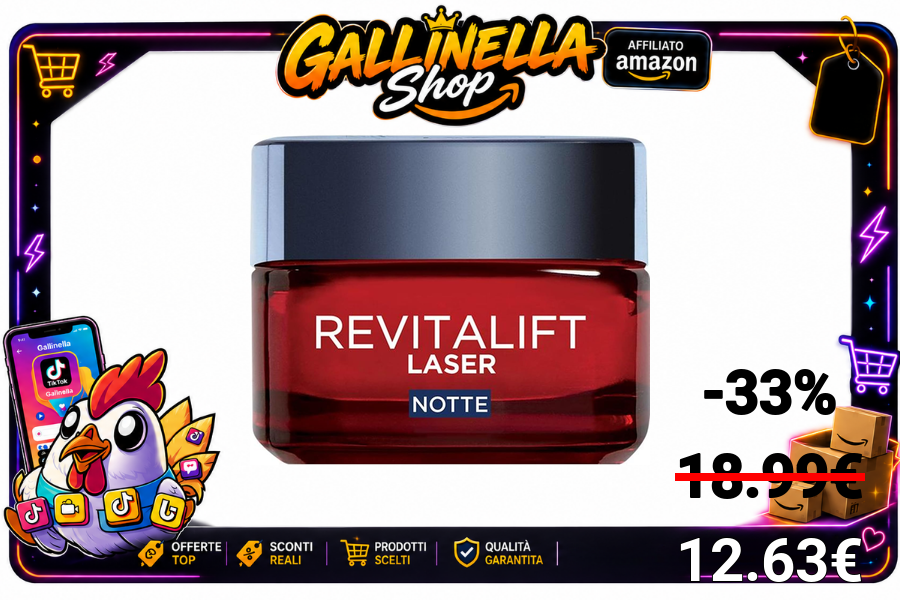 GALLINELLA
Shop
AFFILIATO
amazon
REVITALIFT
LASER
NOTTE
Gallinella
TikTok
Gallinella
-33%
18.99€
12.63€
OFFERTE
TOP
SCONTI
REALI
PRODOTTI
SCELTI
QUALITÀ
GARANTITA